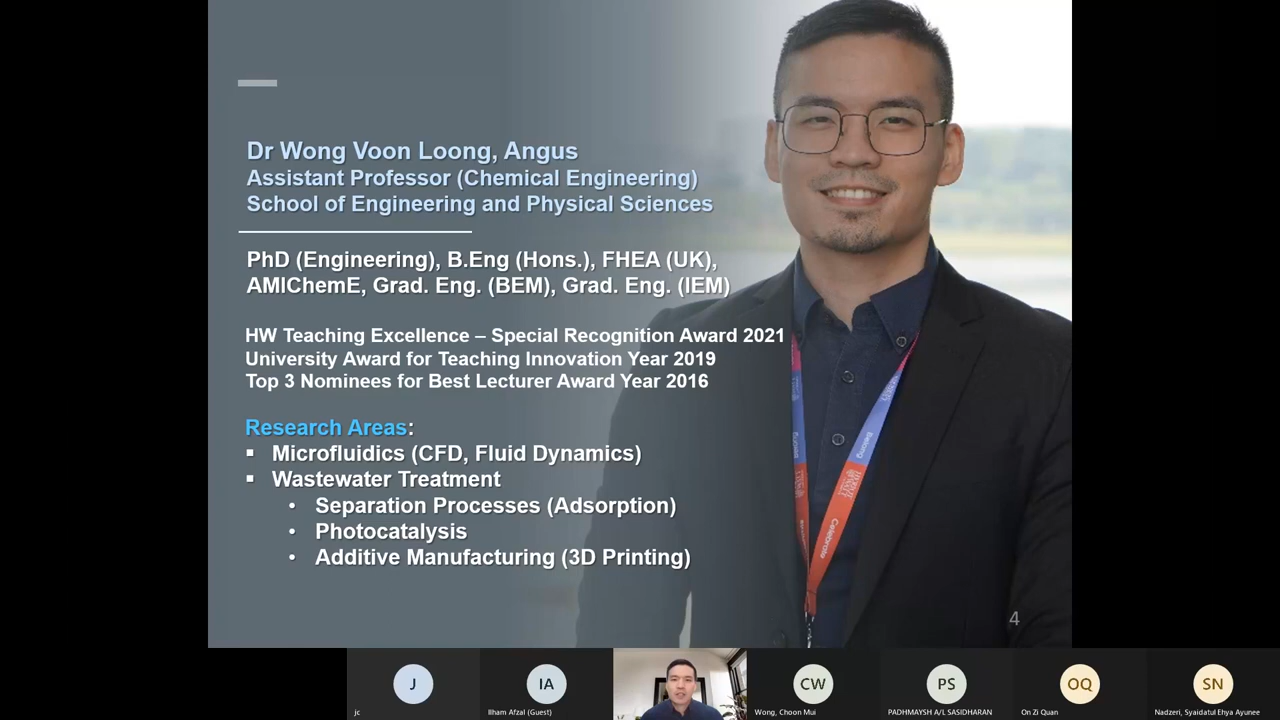 Dr Wong Voon Loong, Angus
Assistant Professor (Chemical Engineering)
School of Engineering and Physical Sciences
PhD (Engineering), B.Eng (Hons.), FHEA (UK),
AMIChemE, Grad. Eng. (BEM), Grad. Eng. (IEM)
HW Teaching Excellence – Special Recognition Award 2021
University Award for Teaching Innovation Year 2019
Top 3 Nominees for Best Lecturer Award Year 2016
Research Areas:
▪ Microfluidics (CFD, Fluid Dynamics)
▪ Wastewater Treatment
• Separation Processes (Adsorption)
• Photocatalysis
• Additive Manufacturing (3D Printing)
Celebrate
4
J
jc
IA
Ilham Afzal (Guest)
CW
Wong, Choon Mui
PS
PADHMAYSH A/L SASIDHARAN
OQ
On Zi Quan
SN
Nadzeri, Syaidatul Ehya Ayunee